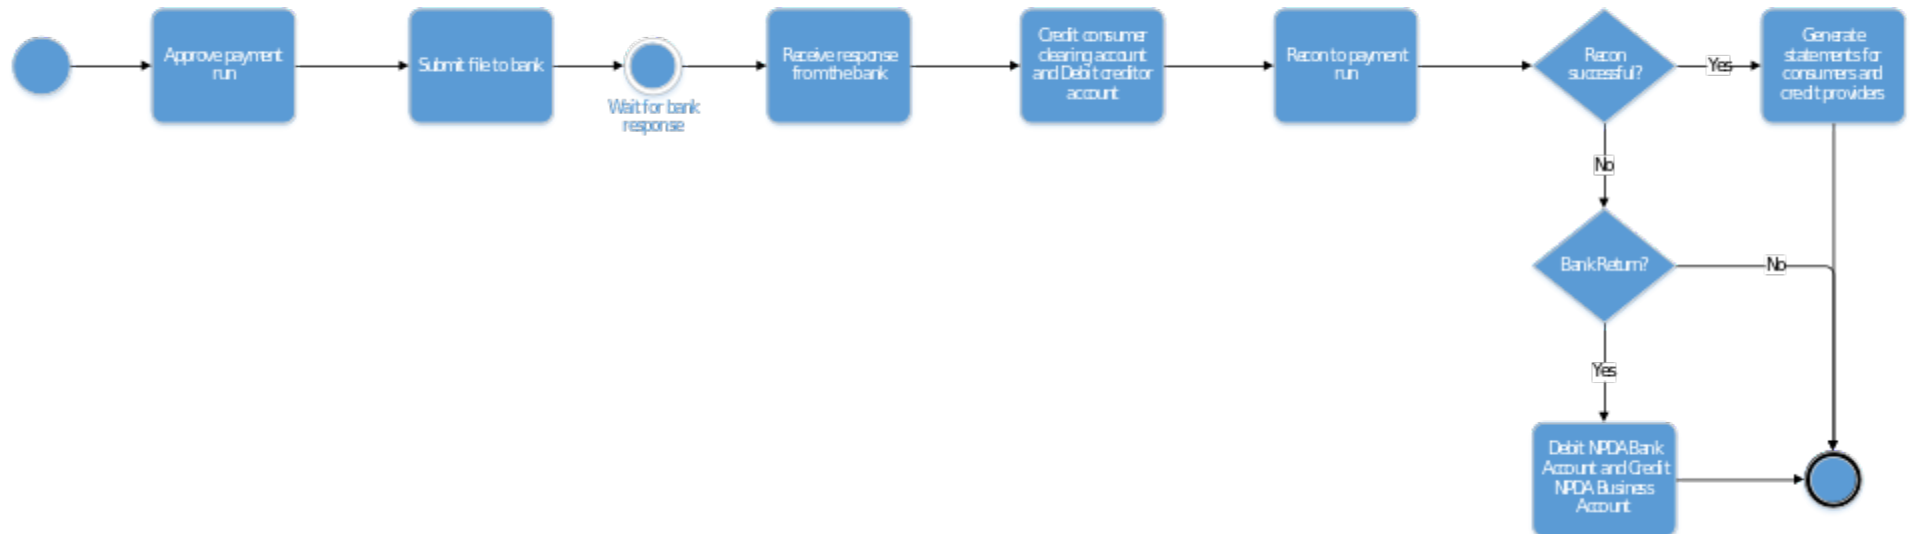 Approve payment
run
Submit file to bank
Wait for bank
response
Receive response
from the bank
Credit consumer
clearing account
and Debit creditor
account
Recon to payment
run
Recon
successful?
Yes
Generate
statements for
consumers and
credit providers
No
Bank Return?
No
Yes
Debit NPDA Bank
Account and Credit
NPDA Business
Account